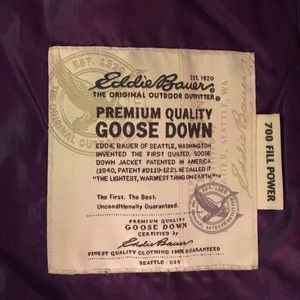 EST. 1920
Eddie Bauer
EST. 1920
THE ORIGINAL OUTDOOR OUTFITTER®
PREMIUM QUALITY
GOOSE DOWN
EDDIE BAUER OF SEATTLE, WASHINGTON
INVENTED THE FIRST QUILTED, GOOSE
DOWN JACKET PATENTED IN AMERICA
(1940, PATENT #D119-122). HE CALLED IT
"THE LIGHTEST, WARMEST THING ON EARTH"
The First. The Best.
Unconditionally Guaranteed.
PREMIUM QUALITY
GOOSE DOWN
CERTIFIED by
Eddie Bauer
FINEST QUALITY CLOTHING 100% GUARANTEED
SEATTLE - USA
700 FILL POWER